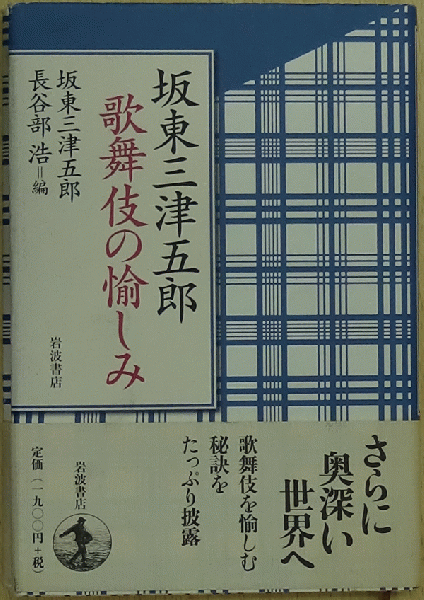 坂東三津五郎
歌舞伎の愉しみ
坂東三津五郎
長谷部 浩=編
岩波書店
さらに
奥深い
世界へ
歌舞伎を愉しむ
秘訣を
たっぷり披露
岩波書店
定価(一九〇〇円+税)